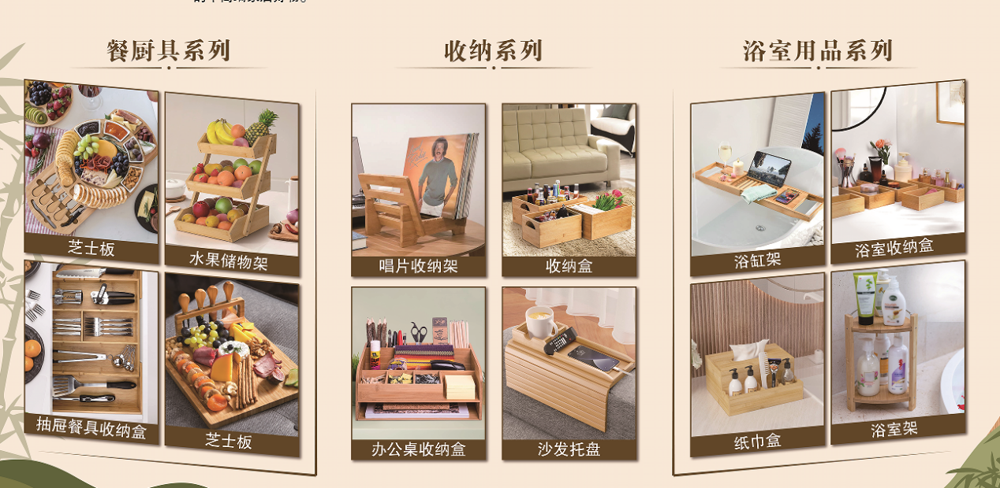 餐厨具系列
收纳系列
浴室用品系列
芝士板
水果储物架
唱片收纳架
收纳盒
浴缸架
浴室收纳盒
抽屉餐具收纳盒
芝士板
办公桌收纳盒
沙发托盘
纸巾盒
浴室架